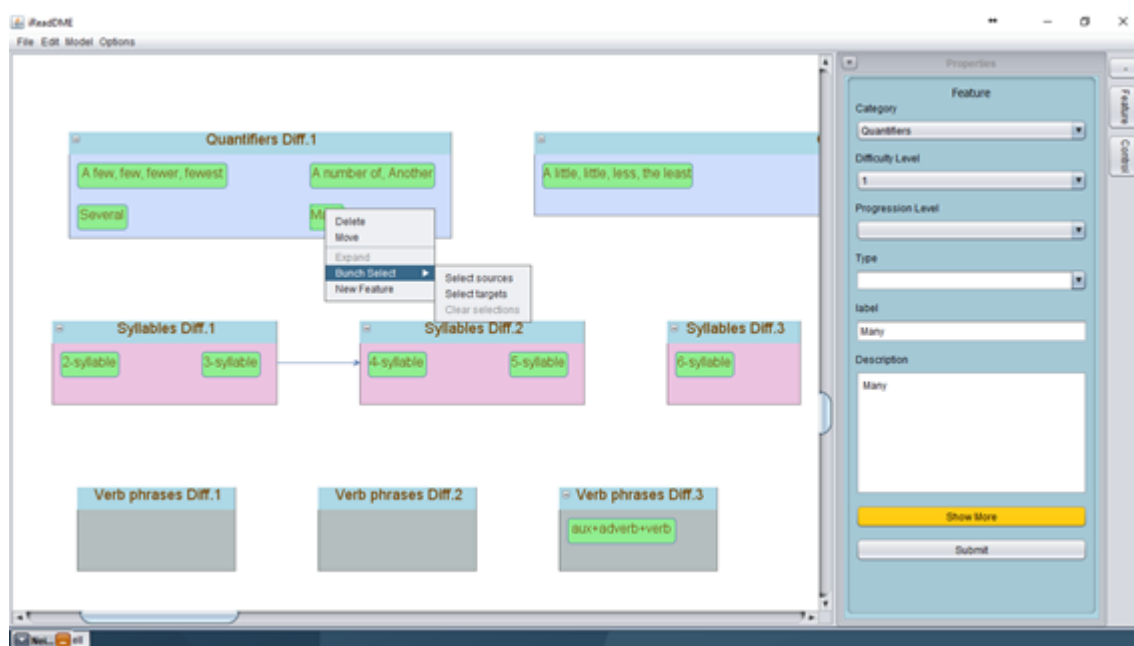 iReadDME
File Edit Model Options
Properties
Feature
Category
Quantifiers
Difficulty Level
1
Progression Level
Type
label
Many
Description
Many
Show More
Submit
Feature
Control
Quantifiers Diff.1
A few, few, fewer, fewest
A number of, Another
Several
A little, little, less, the least
Delete
Move
Expand
Bunch Select
New Feature
Select sources
Select targets
Clear selections
Syllables Diff.1
2-syllable
3-syllable
Syllables Diff.2
4-syllable
5-syllable
Syllables Diff.3
6-syllable
Verb phrases Diff.1
Verb phrases Diff.2
Verb phrases Diff.3
aux+adverb+verb
ell